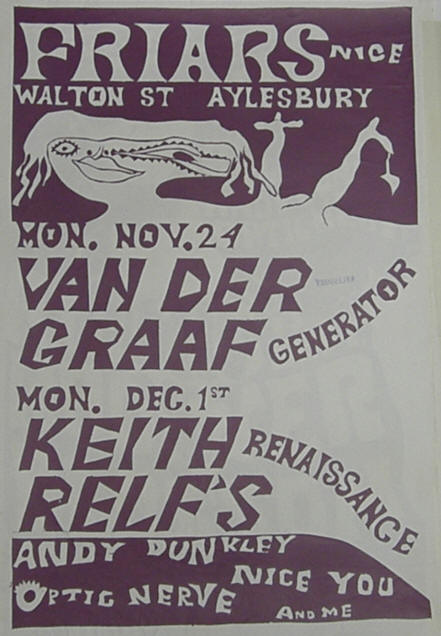 FRIARS NICE
WALTON ST AYLESBURY
MON. NOV. 24
VAN DER
GRAAF GENERATOR
MON. DEC. 1ST
KEITH RENAISSANCE
RELF'S
ANDY DUNKLEY
NICE YOU
OPTIC NERVE
AND ME